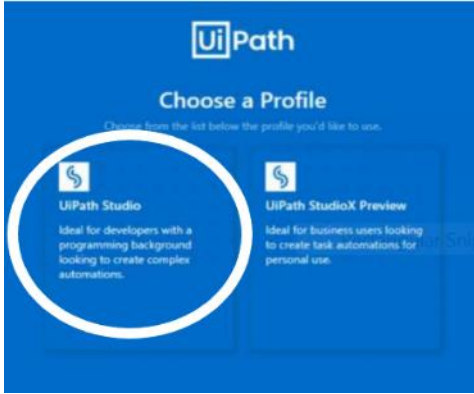 UiPath
Choose a Profile
Choose from the list below the profile you'd like to use.
UiPath Studio
Ideal for developers with a
programming background
looking to create complex
automations.
UiPath StudioX Preview
Ideal for business users looking
to create task automations for
personal use.